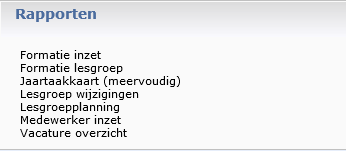 Rapporten
Formatie inzet
Formatie lesgroep
Jaartaakkaart (meervoudig)
Lesgroep wijzigingen
Lesgroepplanning
Medewerker inzet
Vacature overzicht